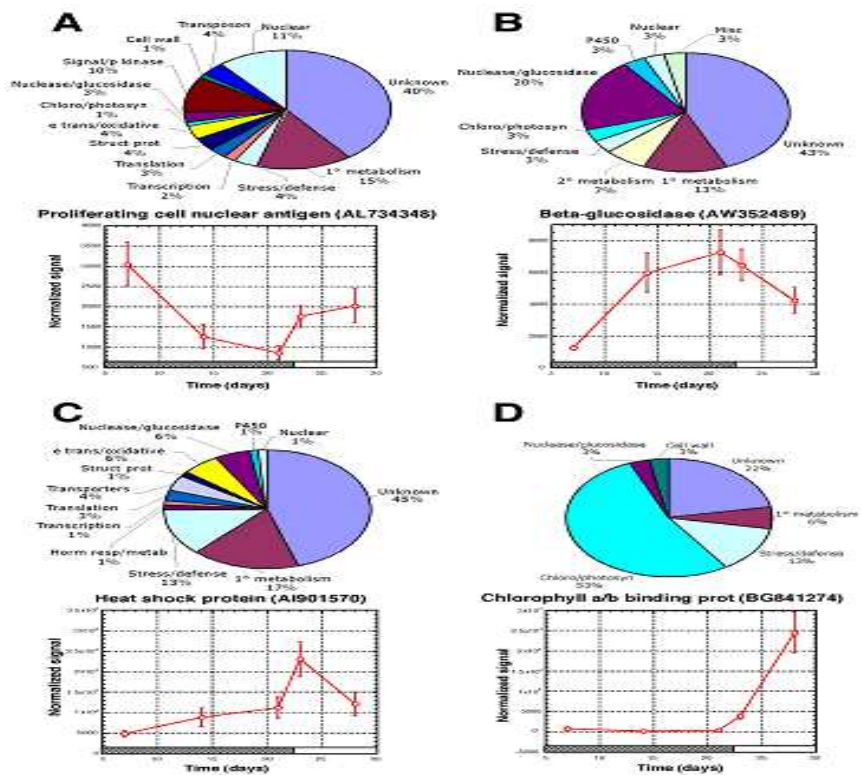 A
Transposon
4%
Nuclear
11%
Cell wall
1%
Signal/p kinase
10%
Nuclease/glucosidase
3%
Chloro/photosyn
1%
e trans/oxidative
4%
Struct prot
4%
Translation
3%
Transcription
2%
Stress/defense
4%
1° metabolism
15%
Unknown
40%
Proliferating cell nuclear antigen (AL734348)
Normalized signal
Time (days)
B
Nuclear
3%
Misc
3%
P450
3%
Nuclease/glucosidase
20%
Chloro/photosyn
3%
Stress/defense
3%
2° metabolism
7%
1° metabolism
13%
Unknown
43%
Beta-glucosidase (AW352489)
Normalized signal
Time (days)
C
Nuclease/glucosidase
6%
P450
1%
Nuclear
1%
e trans/oxidative
6%
Struct prot
1%
Transporters
4%
Translation
3%
Transcription
1%
Horm resp/metab
1%
Stress/defense
13%
1° metabolism
17%
Unknown
45%
Heat shock protein (AI901570)
Normalized signal
Time (days)
D
Nuclease/glucosidase
3%
Cell wall
3%
Unknown
22%
1° metabolism
6%
Stress/defense
13%
Chloro/photosyn
53%
Chlorophyll a/b binding prot (BG841274)
Normalized signal
Time (days)